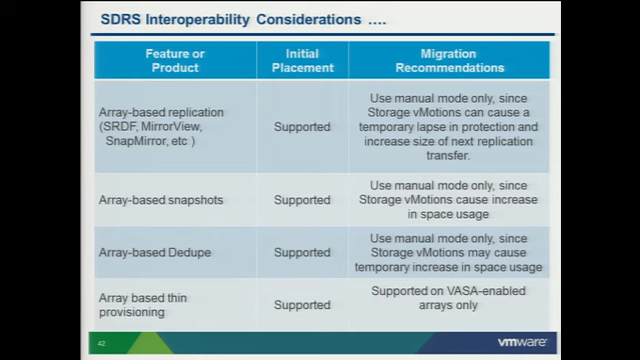 SDRS Interoperability Considerations ....
Feature or
Product
Initial
Placement
Migration
Recommendations
Array-based replication
(SRDF, MirrorView,
SnapMirror, etc )
Supported
Use manual mode only, since
Storage vMotions can cause a
temporary lapse in protection and
increase size of next replication
transfer.
Array-based snapshots
Supported
Use manual mode only, since
Storage vMotions cause increase
in space usage
Array-based Dedupe
Supported
Use manual mode only, since
Storage vMotions may cause
temporary increase in space usage
Array based thin
provisioning
Supported
Supported on VASA-enabled
arrays only
42
vmware